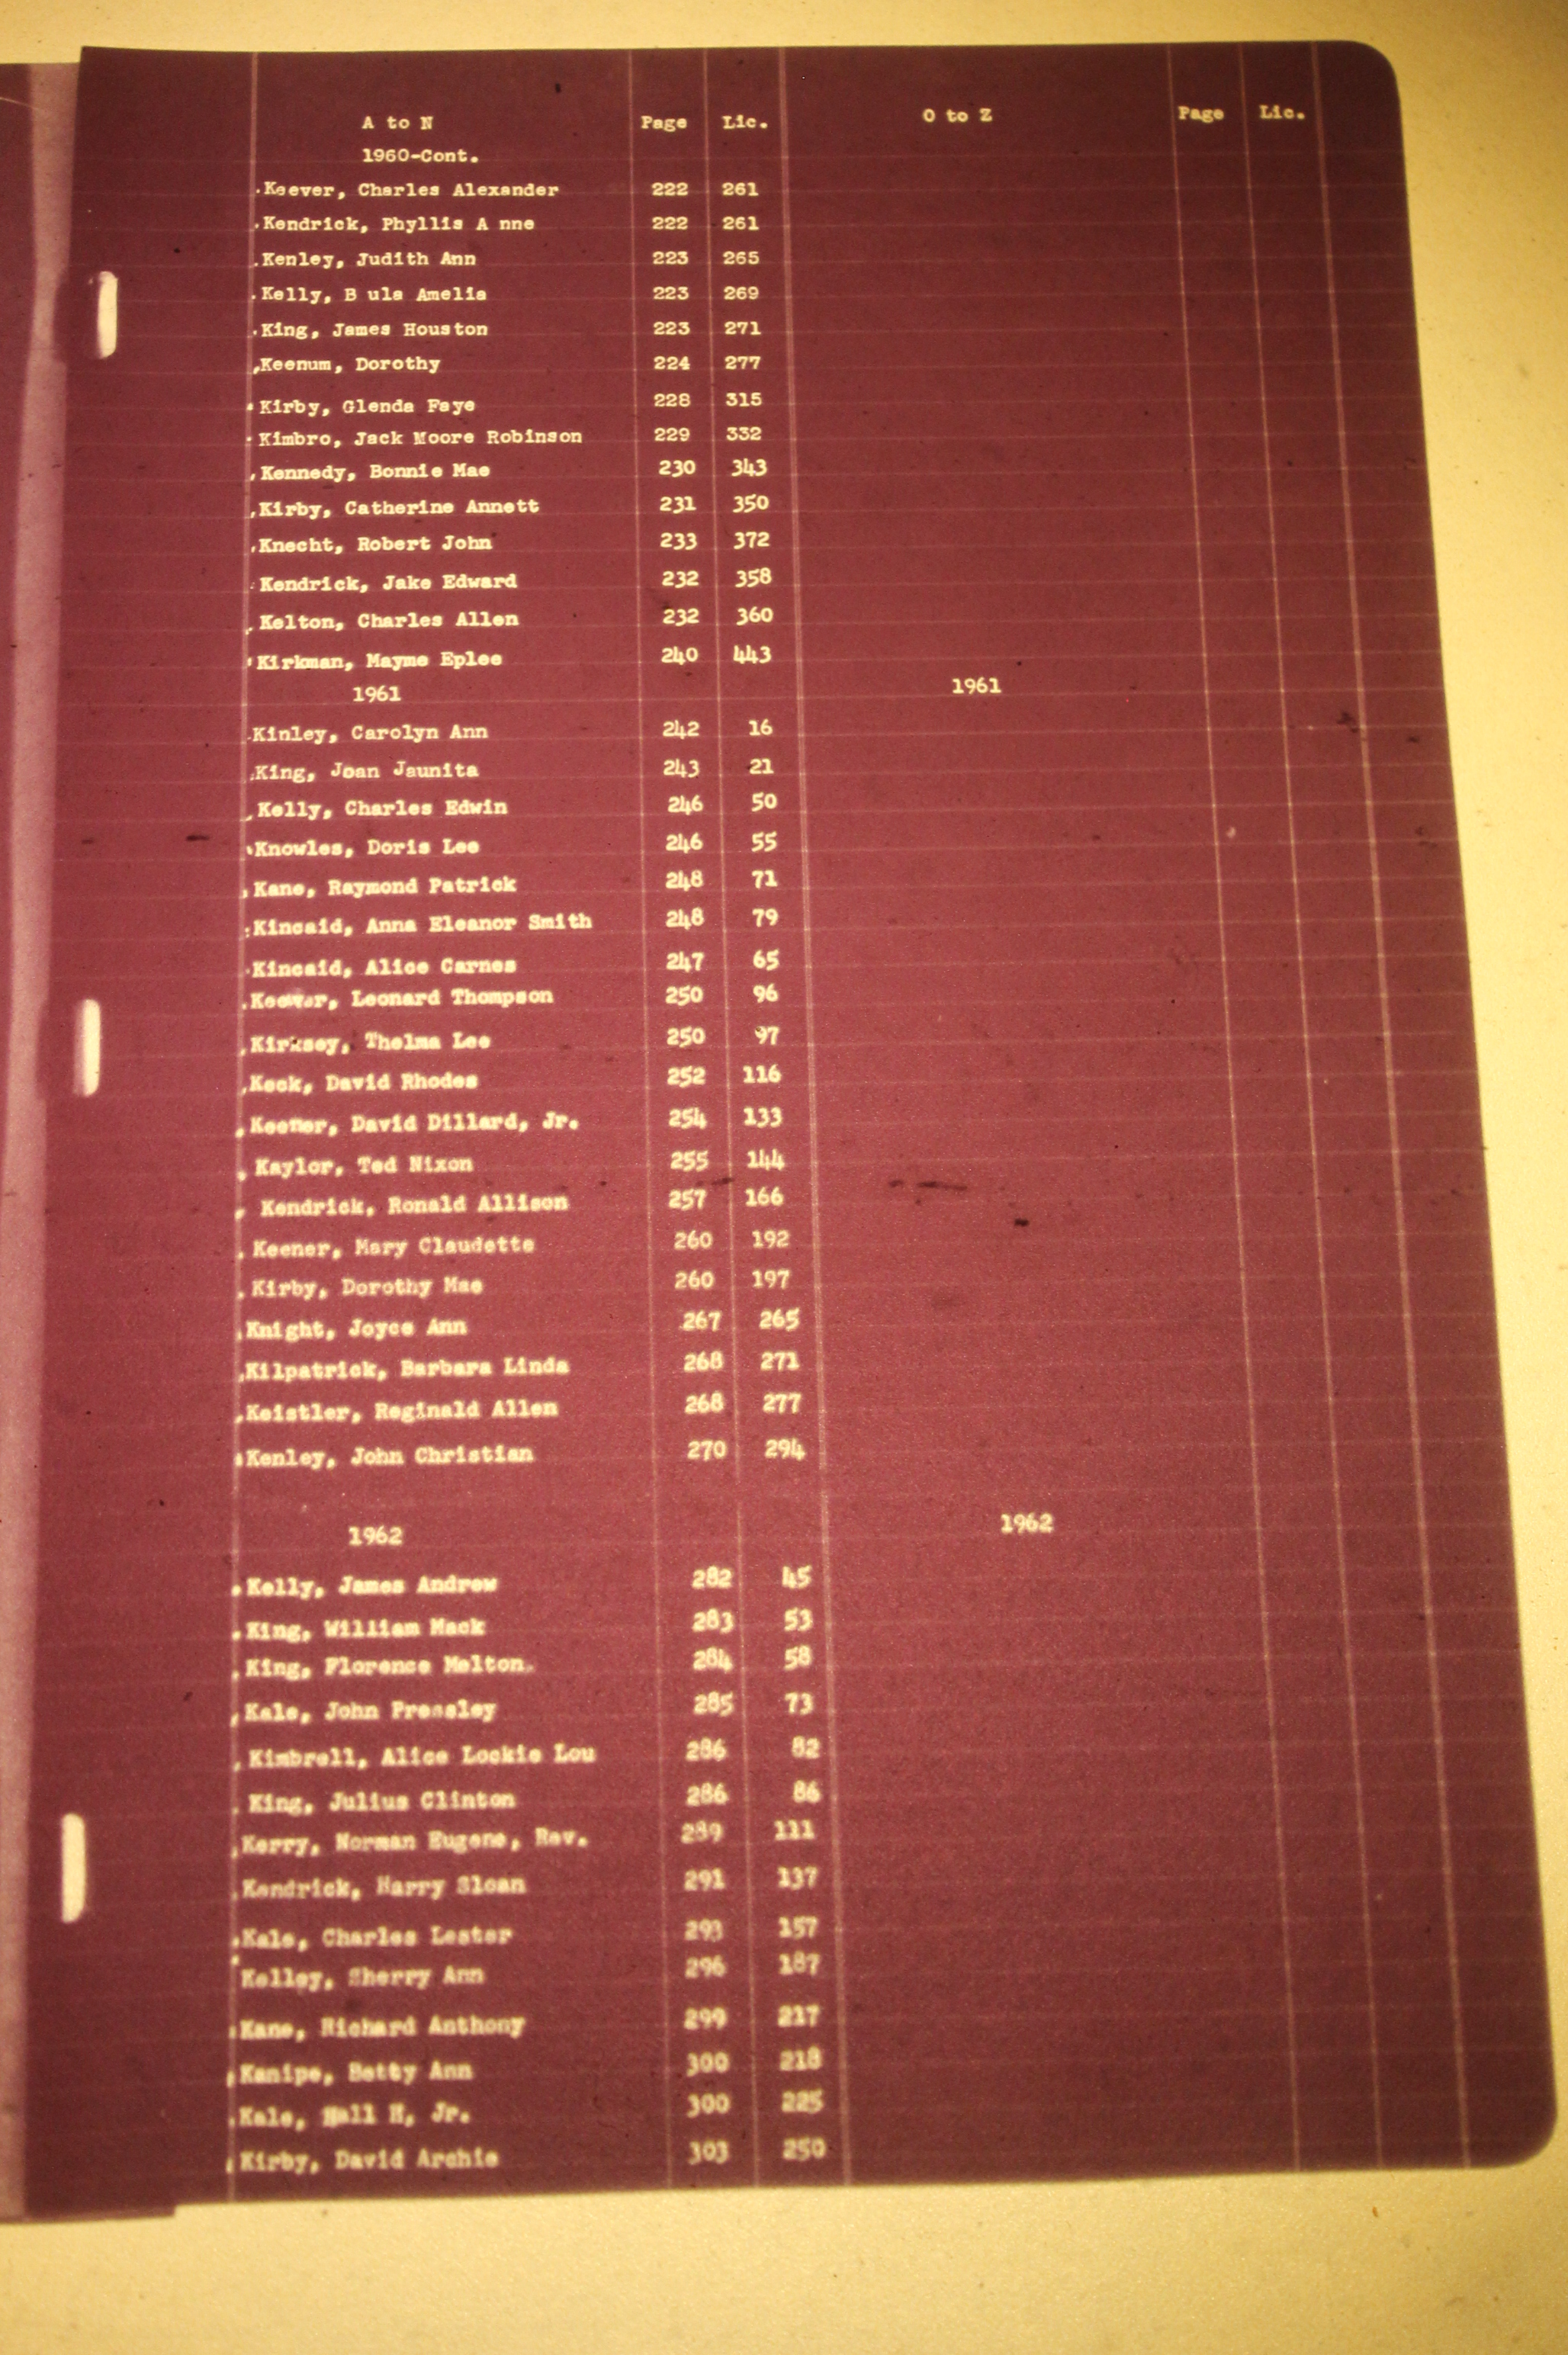 A to N Page Lic. O to Z Page Lic.
1960-Cont.
Keever, Charles Alexander 222 261
Kendrick, Phyllis A nne 222 261
Kenley, Judith Ann 223 265
Kelly, B ula Amelia 223 269
King, James Houston 223 271
Keenum, Dorothy 224 277
Kirby, Glenda Faye 228 315
Kimbro, Jack Moore Robinson 229 332
Kennedy, Bonnie Mae 230 343
Kirby, Catherine Annett 231 350
Knecht, Robert John 233 372
Kendrick, Jake Edward 232 358
Kelton, Charles Allen 232 360
Kirkman, Mayme Eplee 240 443
1961 1961
Kinley, Carolyn Ann 242 16
King, Joan Jaunita 243 21
Kelly, Charles Edwin 246 50
Knowles, Doris Lee 246 55
Kane, Raymond Patrick 248 71
Kincaid, Anna Eleanor Smith 248 79
Kincaid, Alice Carnes 247 65
Keever, Leonard Thompson 250 96
Kirksey, Thelma Lee 250 97
Keck, David Rhodes 252 116
Keener, David Dillard, Jr. 254 133
Kaylor, Ted Nixon 255 144
Kendrick, Ronald Allison 257 166
Keener, Mary Claudette 260 192
Kirby, Dorothy Mae 260 197
Knight, Joyce Ann 267 265
Kilpatrick, Barbara Linda 268 271
Keistler, Reginald Allen 268 277
Kenley, John Christian 270 294
1962 1962
Kelly, James Andrew 282 45
King, William Mack 283 53
King, Florence Melton 284 58
Kale, John Pressley 285 73
Kimbrell, Alice Lockie Lou 286 82
King, Julius Clinton 286 86
Kerry, Norman Eugene, Rev. 289 111
Kendrick, Harry Sloan 291 137
Kale, Charles Lester 293 157
Kelley, Sherry Ann 296 187
Kane, Richard Anthony 299 217
Kanipe, Betty Ann 300 218
Kale, Hall H, Jr. 300 225
Kirby, David Archie 303 250